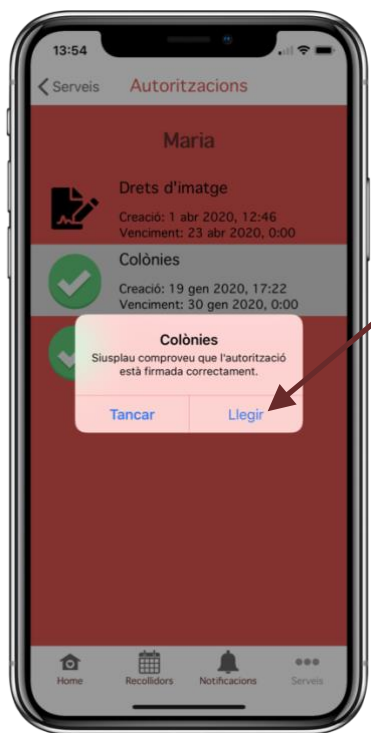 13:54
Serveis Autoritzacions
Maria
Drets d'imatge
Creació: 1 abr 2020, 12:46
Venciment: 23 abr 2020, 0:00
Colònies
Creació: 19 gen 2020, 17:22
Venciment: 30 gen 2020, 0:00
Colònies
Siusplau comproveu que l'autorització
està firmada correctament.
Tancar Llegir
Home Recollidors Notificacions Serveis